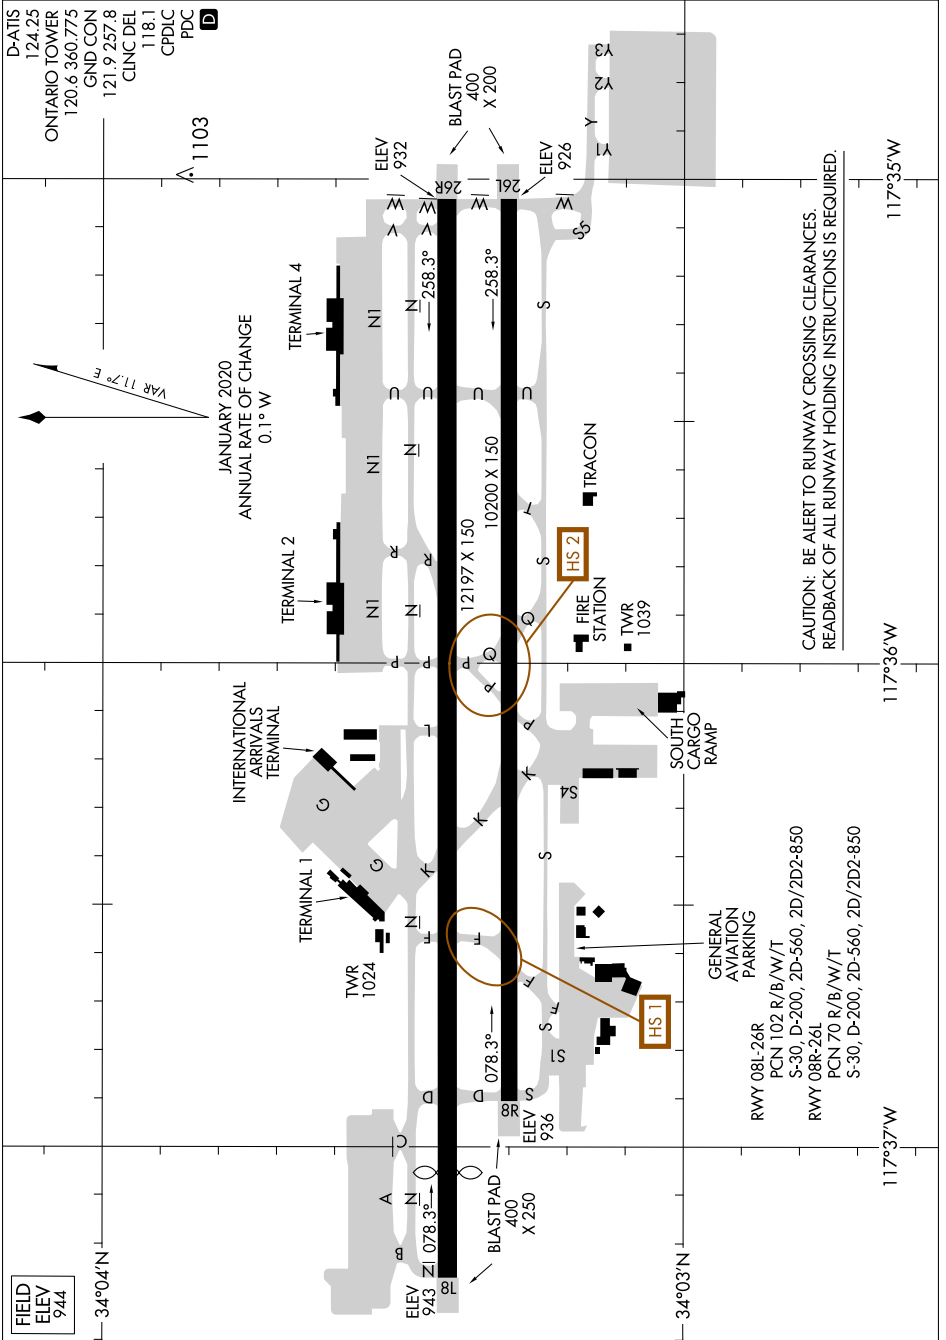 D-ATIS
124.25
ONTARIO TOWER
120.6 360.775
GND CON
121.9 257.8
CLNC DEL
118.1
CPDLC
PDC
D
FIELD
ELEV
944
34°04'N
34°03'N
117°35'W
117°36'W
117°37'W
1103
VAR 11.7° E
JANUARY 2020
ANNUAL RATE OF CHANGE
0.1° W
BLAST PAD
400
X 200
ELEV
932
ELEV
926
26R
26L
258.3°
258.3°
Y3
Y2
Y
Y1
W
W
W
W
V
V
S5
TERMINAL 4
N1
N
U
U
U
U
S
N1
N
TERMINAL 2
N1
N
R
R
12197 X 150
10200 X 150
T
S
TRACON
HS 2
Q
Q
FIRE
STATION
TWR
1039
P
P
P
P
P
INTERNATIONAL
ARRIVALS
TERMINAL
G
G
L
K
K
K
S4
S
SOUTH
CARGO
RAMP
TERMINAL 1
TWR
1024
N
F
F
F
F
S
S1
HS 1
GENERAL
AVIATION
PARKING
078.3°
D
D
S
8R
ELEV
936
C
A
N
B
N
078.3°
ELEV
943
8L
BLAST PAD
400
X 250
RWY 08L-26R
PCN 102 R/B/W/T
S-30, D-200, 2D-560, 2D/2D2-850
RWY 08R-26L
PCN 70 R/B/W/T
S-30, D-200, 2D-560, 2D/2D2-850
CAUTION: BE ALERT TO RUNWAY CROSSING CLEARANCES.
READBACK OF ALL RUNWAY HOLDING INSTRUCTIONS IS REQUIRED.